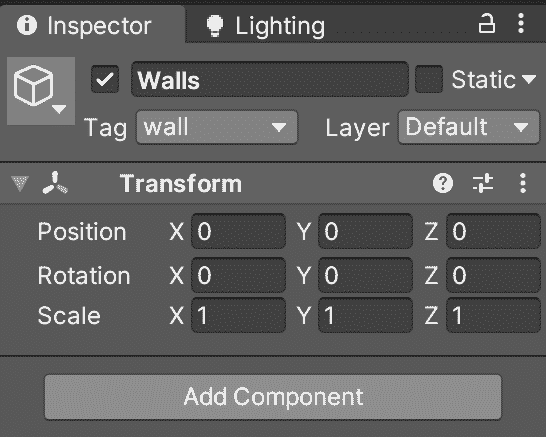 Inspector Lighting
Walls Static
Tag wall Layer Default
Transform
Position X 0 Y 0 Z 0
Rotation X 0 Y 0 Z 0
Scale X 1 Y 1 Z 1
Add Component